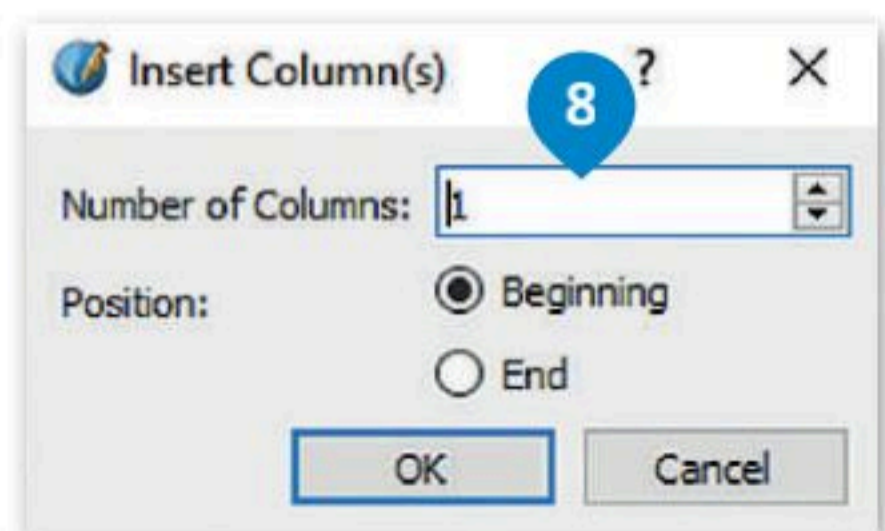 Insert Column(s) ? X
8
Number of Columns: 1
Position: Beginning
End
OK Cancel